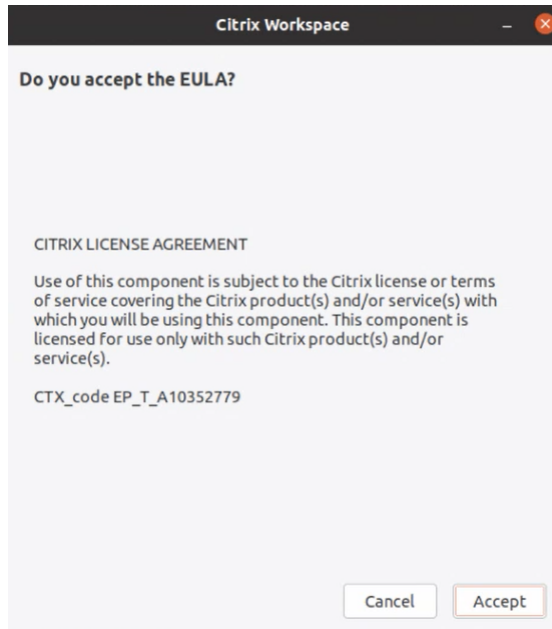 Citrix Workspace
Do you accept the EULA?
CITRIX LICENSE AGREEMENT
Use of this component is subject to the Citrix license or terms
of service covering the Citrix product(s) and/or service(s) with
which you will be using this component. This component is
licensed for use only with such Citrix product(s) and/or
service(s).
CTX_code EP_T_A10352779
Cancel Accept